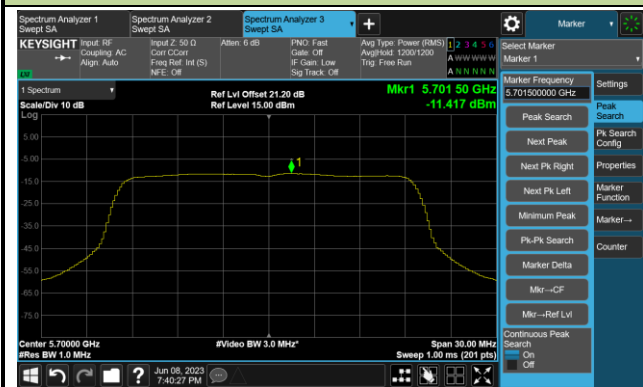 Spectrum Analyzer 1
Swept SA
Spectrum Analyzer 2
Swept SA
Spectrum Analyzer 3
Swept SA
+
Marker
KEYSIGHT
Input: RF
Coupling: AC
Align: Auto
Input Z: 50 Ω
Corr CCorr
Freq Ref: Int (S)
NFE: Off
Atten: 6 dB
PNO: Fast
Gate: Off
IF Gain: Low
Sig Track: Off
Avg Type: Power (RMS)
Avg|Hold: 1200/1200
Trig: Free Run
1 2 3 4 5 6
A W W W W W
A N N N N N
LXI
Select Marker
Marker 1
1 Spectrum
Scale/Div 10 dB
Log
Ref Lvl Offset 21.20 dB
Ref Level 15.00 dBm
Mkr1 5.701 50 GHz
-11.417 dBm
5.00
-5.00
-15.0
-25.0
-35.0
-45.0
-55.0
-65.0
-75.0
1
Center 5.70000 GHz
#Res BW 1.0 MHz
#Video BW 3.0 MHz*
Span 30.00 MHz
Sweep 1.00 ms (201 pts)
Marker Frequency
5.701500000 GHz
Peak Search
Next Peak
Next Pk Right
Next Pk Left
Minimum Peak
Pk-Pk Search
Marker Delta
Mkr→CF
Mkr→Ref Lvl
Continuous Peak
Search
On
Off
Settings
Peak
Search
Pk Search
Config
Properties
Marker
Function
Marker→
Counter
?
Jun 08, 2023
7:40:27 PM